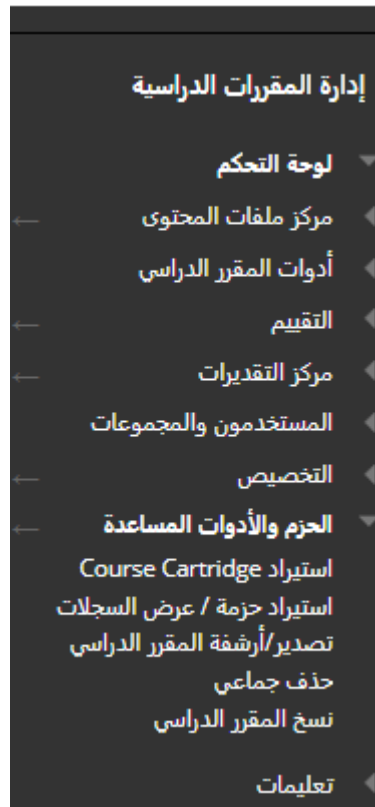 إدارة المقررات الدراسية
لوحة التحكم
مركز ملفات المحتوى
أدوات المقرر الدراسي
التقييم
مركز التقديرات
المستخدمون والمجموعات
التخصيص
الحزم والأدوات المساعدة
استيراد Course Cartridge
استيراد حزمة / عرض السجلات
تصدير/أرشفة المقرر الدراسي
حذف جماعي
نسخ المقرر الدراسي
تعليمات